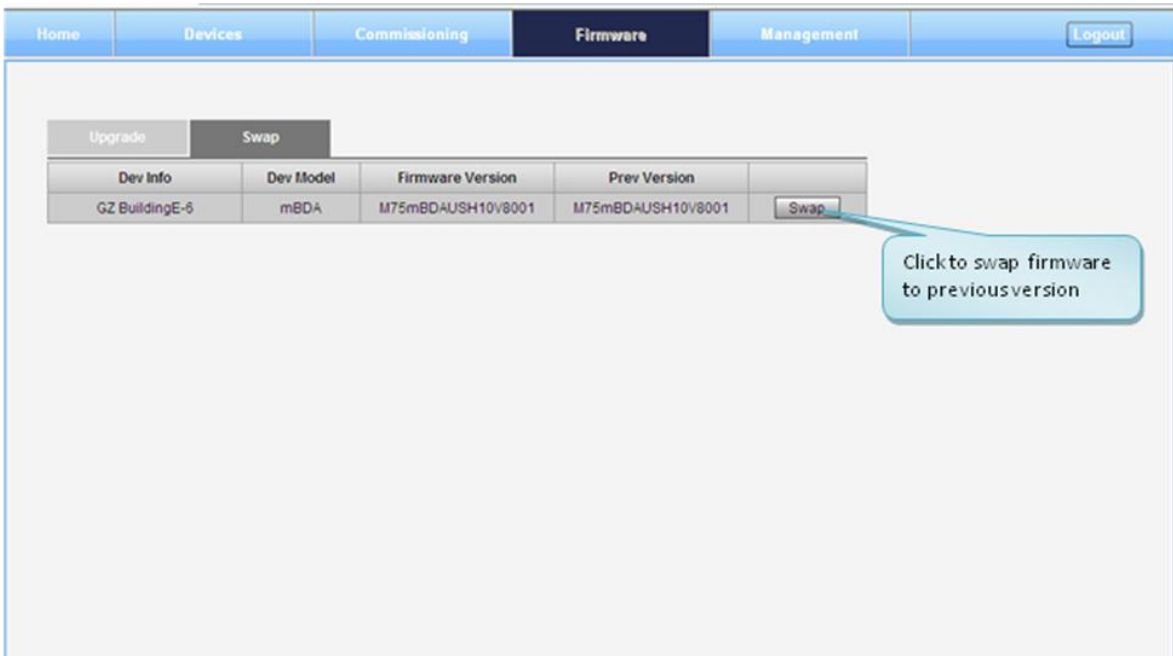 Home Devices Commissioning Firmware Management Logout
Upgrade Swap
Dev Info Dev Model Firmware Version Prev Version
GZ BuildingE-6 mBDA M75mBDAUSH10V8001 M75mBDAUSH10V8001 Swap
Click to swap firmware
to previous version